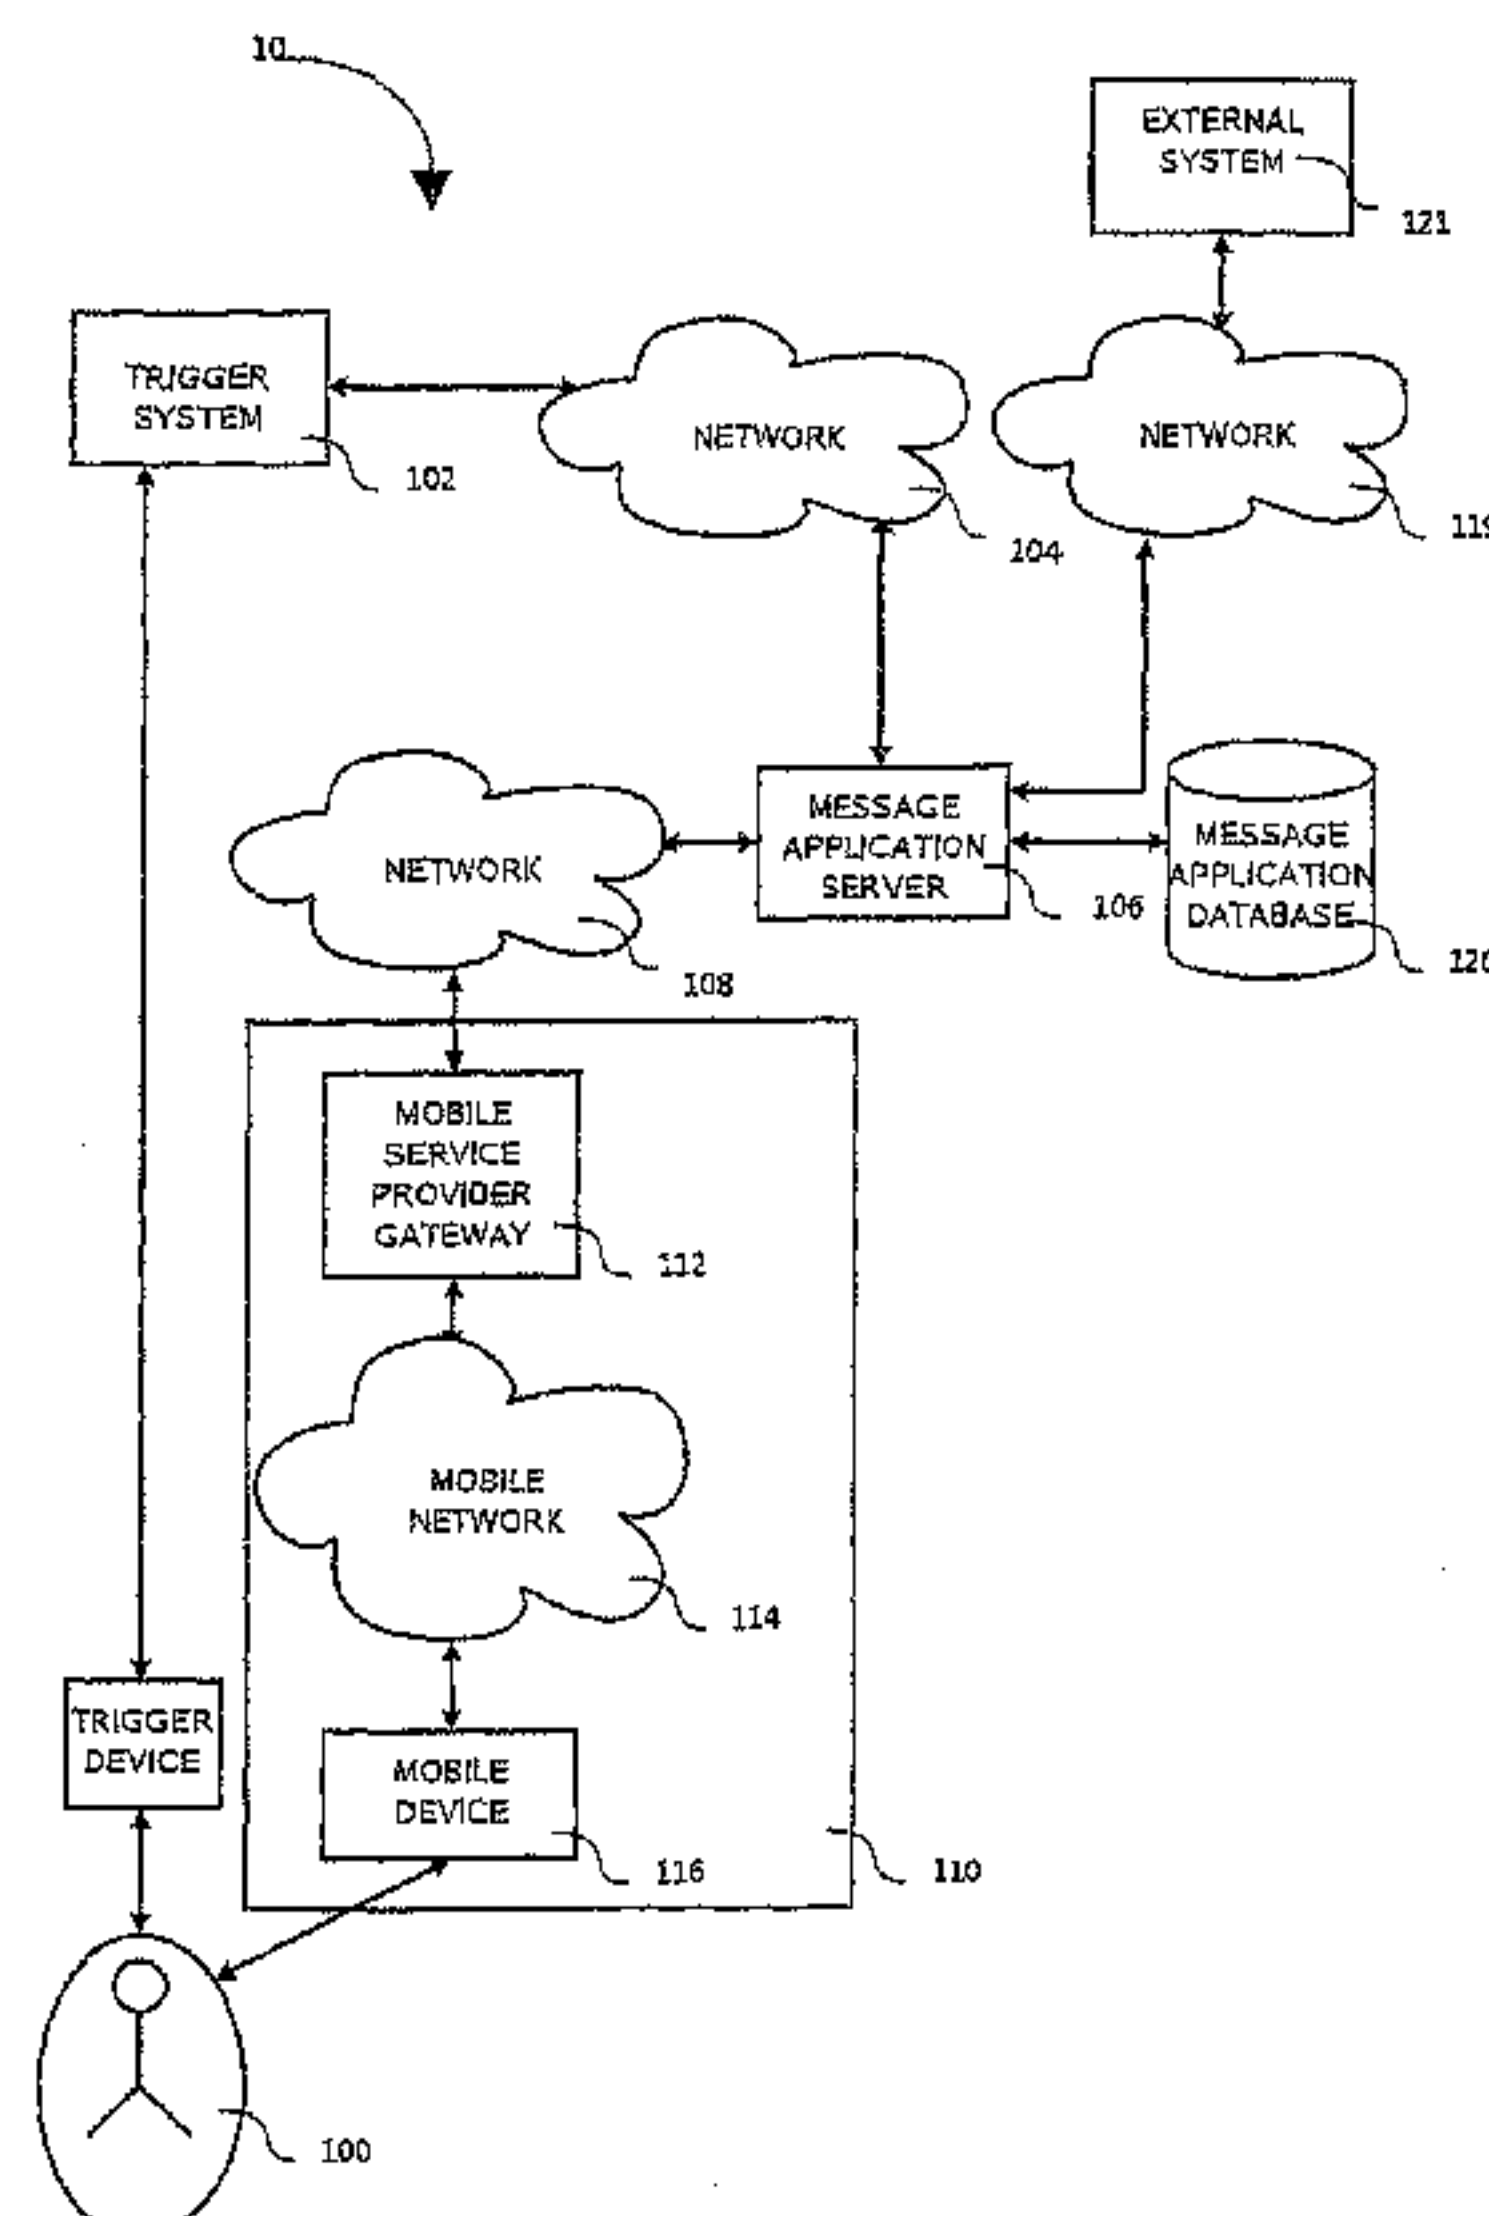 10
EXTERNAL
SYSTEM
121
TRIGGER
SYSTEM
102
NETWORK
104
NETWORK
MESSAGE
APPLICATION
SERVER
106
MESSAGE
APPLICATION
DATABASE
NETWORK
108
MOBILE
SERVICE
PROVIDER
GATEWAY
112
MOBILE
NETWORK
114
TRIGGER
DEVICE
MOBILE
DEVICE
116
110
100